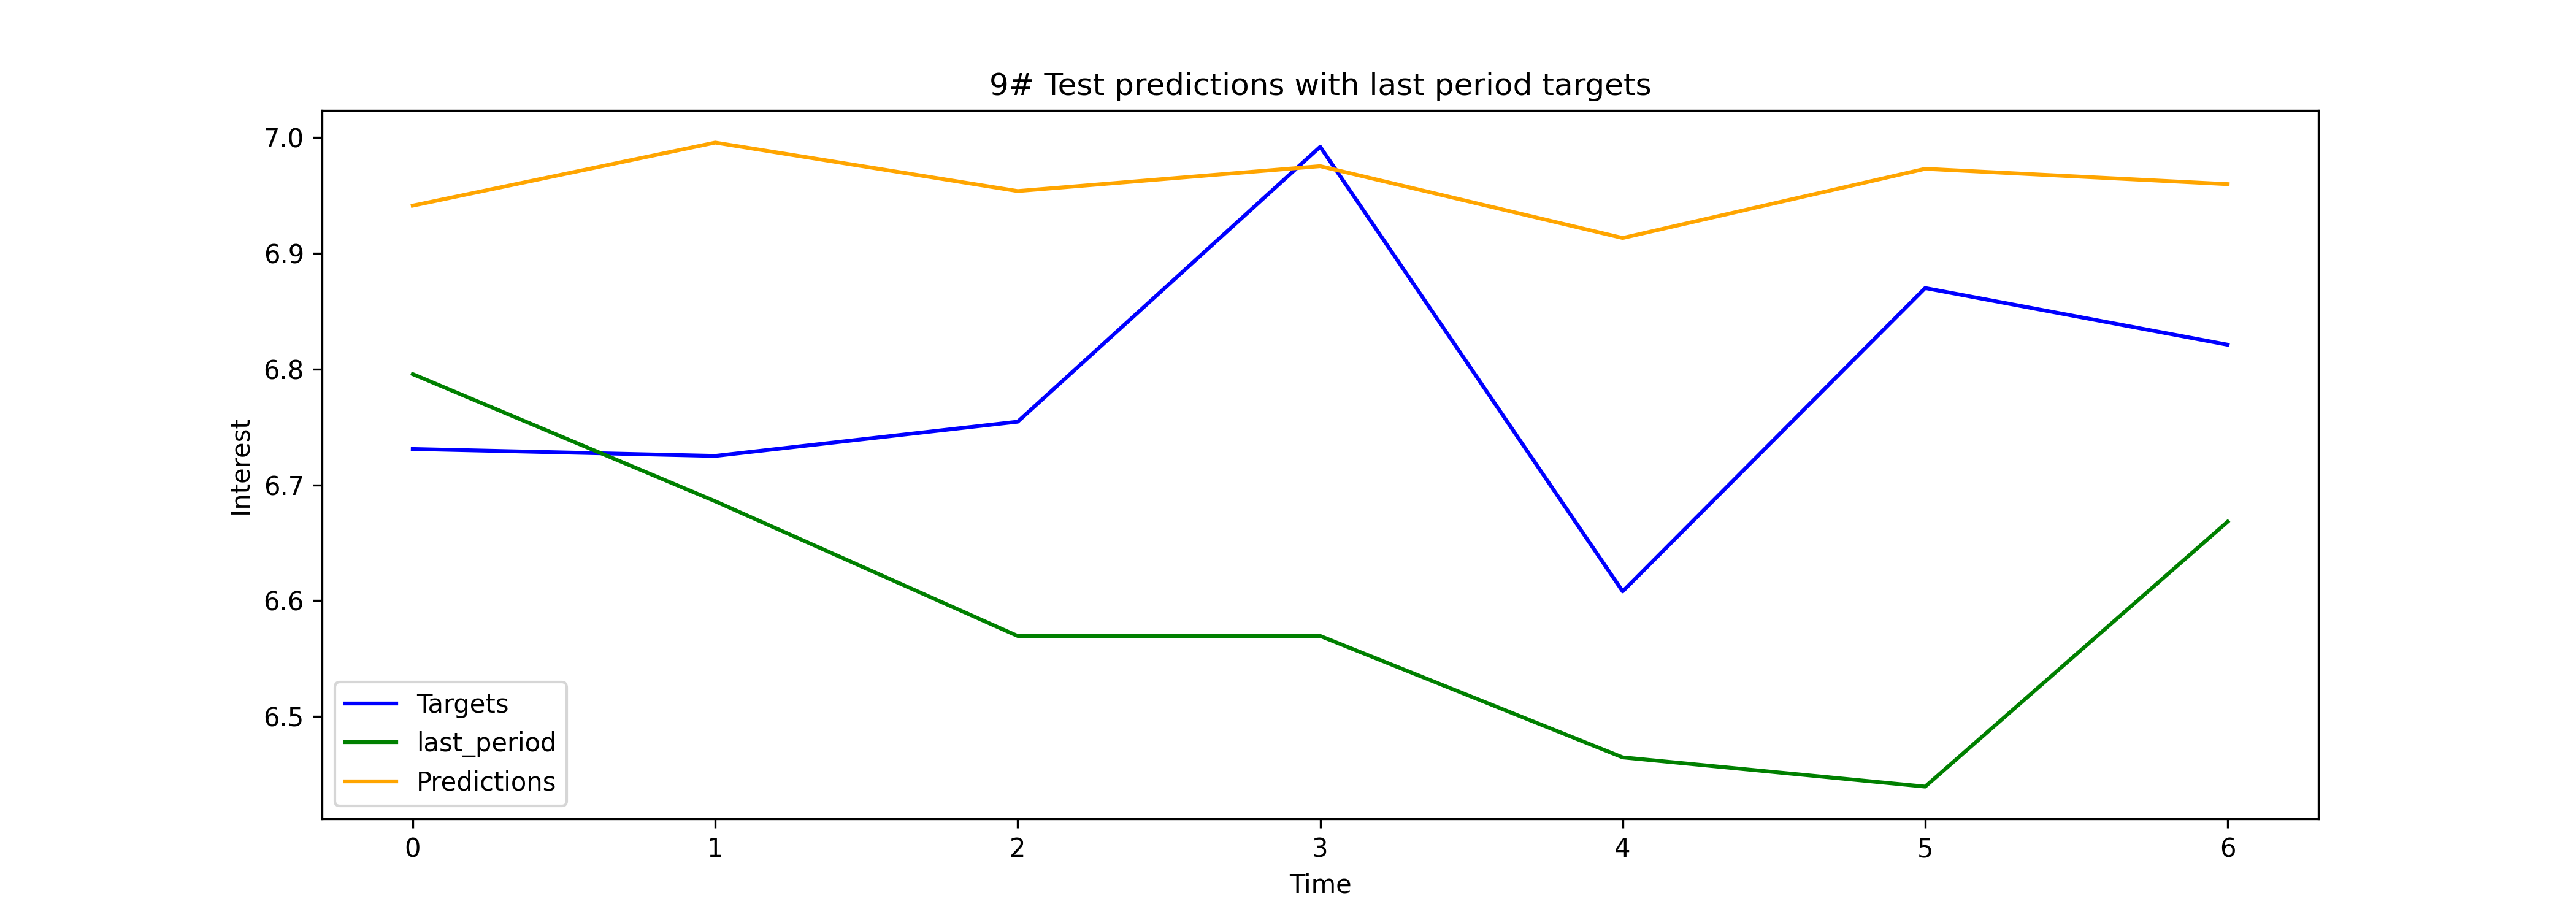 9# Test predictions with last period targets
7.0
6.9
6.8
6.7
6.6
6.5
Interest
Targets
last_period
Predictions
0 1 2 3 4 5 6
Time